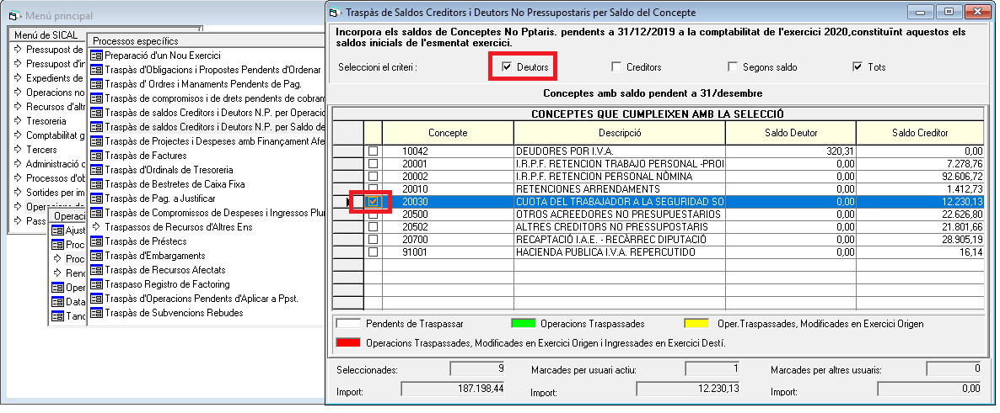 Menú principal
Menú de SICAL
Pressupost de
Pressupost d'in
Expedients de
Operacions no
Recursos d'altr
Tresoreria
Comptabilitat g
Tercers
Administració d
Processos d'ob
Sortides per im
Operacions de
Pass
Operaci
Ajust
Proc
Proc
Reno
Oper
Data
Tanc
Processos específics
Preparació d'un Nou Exercici
Traspàs d'Obligacions i Propostes Pendents d'Ordenar
Traspàs d' Ordres i Manaments Pendents de Pag.
Traspàs de compromisos i de drets pendents de cobram
Traspàs de saldos Creditors i Deutors N.P. per Operacio
Traspàs de saldos Creditors i Deutors N.P. per Saldo de
Traspàs de Projectes i Despeses amb Finançament Afe
Traspàs de Factures
Traspàs d'Ordinals de Tresoreria
Traspàs de Bestretes de Caixa Fixa
Traspàs de Pag. a Justificar
Traspàs de Compromissos de Despeses i Ingressos Plur
Traspassos de Recursos d'Altres Ens
Traspàs de Préstecs
Traspàs d'Embargaments
Traspàs de Recursos Afectats
Traspaso Registro de Factoring
Traspàs d'Operacions Pendents d'Aplicar a Ppst.
Traspàs de Subvencions Rebudes
Traspàs de Saldos Creditors i Deutors No Pressupostaris per Saldo del Concepte
Incorpora els saldos de Conceptes No Pptaris. pendents a 31/12/2019 a la comptabilitat de l'exercici 2020,constituïnt aquestos els
saldos inicials de l'esmentat exercici.
Seleccioni el criteri : Deutors Creditors Segons saldo Tots
Conceptes amb saldo pendent a 31/desembre
CONCEPTES QUE CUMPLEIXEN AMB LA SELECCIÓ
Concepte Descripció Saldo Deutor Saldo Creditor
10042 DEUDORES POR I.V.A. 320,31 0,00
20001 I.R.P.F. RETENCION TRABAJO PERSONAL -PROI 0,00 7.278,76
20002 I.R.P.F. RETENCION PERSONAL NÒMINA 0,00 92.606,72
20010 RETENCIONES ARRENDAMENTS 0,00 1.412,73
20030 CUOTA DEL TRABAJADOR A LA SEGURIDAD SO 0,00 12.230,13
20500 OTROS ACREEDORES NO PRESUPUESTARIOS 0,00 22.626,80
20502 ALTRES CREDITORS NO PRESSUPOSTARIS 0,00 21.801,66
20700 RECAPTACIÓ I.A.E. - RECÀRREC DIPUTACIÓ 0,00 28.905,19
91001 HACIENDA PUBLICA I.V.A. REPERCUTIDO 0,00 16,14
Pendents de Traspassar Operacions Traspassades Oper.Traspassades, Modificades en Exercici Origen
Operacions Traspassades, Modificades en Exercici Origen i Ingressades en Exercici Destí.
Seleccionades: 9 Marcades per usuari actiu: 1 Marcades per altres usuaris: 0
Import: 187.198,44 Import: 12.230,13 Import: 0,00